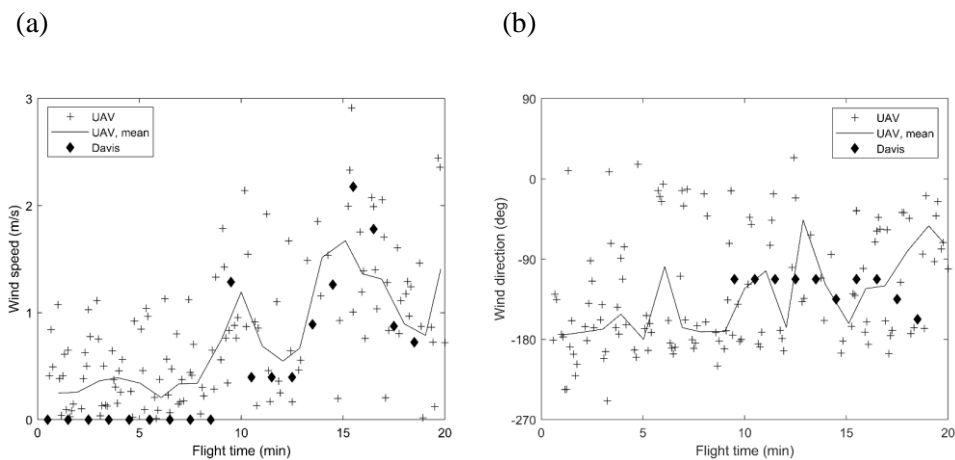 (a)
(b)
3
2
1
0
Wind speed (m/s)
0
5
10
15
20
Flight time (min)
UAV
UAV, mean
Davis
90
0
-90
-180
-270
Wind direction (deg)
0
5
10
15
20
Flight time (min)
UAV
UAV, mean
Davis